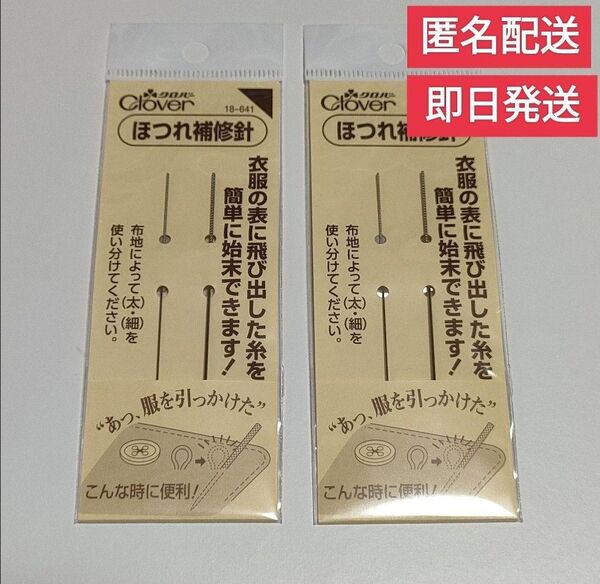 匿名配送
即日発送
クロバー
Clover
18-641
ほつれ補修針
衣服の表に飛び出した糸を
簡単に始末できます!
布地によって(太)・(細)を
使い分けてください。
“あっ、服を引っかけた”
こんな時に便利!
クロバー
Clover
ほつれ補修針
衣服の表に飛び出した糸を
簡単に始末できます!
布地によって(太)・(細)を
使い分けてください。
“あっ、服を引っかけた”
こんな時に便利!